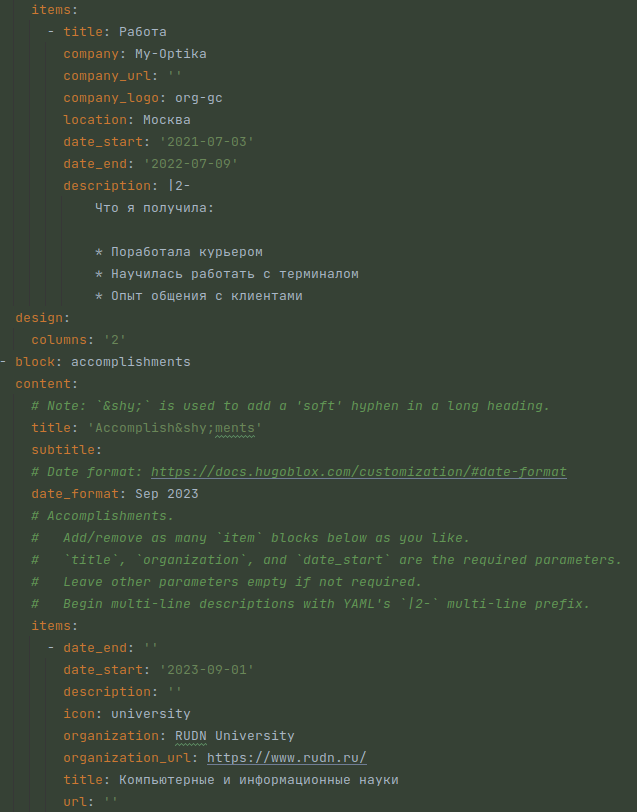 items:
- title: Работа
company: My-Optika
company_url: ''
company_logo: org-gc
location: Москва
date_start: '2021-07-03'
date_end: '2022-07-09'
description: |2-
Что я получила:
* Поработала курьером
* Научилась работать с терминалом
* Опыт общения с клиентами
design:
columns: '2'
- block: accomplishments
content:
# Note: `&shy;` is used to add a 'soft' hyphen in a long heading.
title: 'Accomplish&shy;ments'
subtitle:
# Date format: https://docs.hugoblox.com/customization/#date-format
date_format: Sep 2023
# Accomplishments.
#   Add/remove as many `item` blocks below as you like.
#   `title`, `organization`, and `date_start` are the required parameters.
#   Leave other parameters empty if not required.
#   Begin multi-line descriptions with YAML's `|2-` multi-line prefix.
items:
- date_end: ''
date_start: '2023-09-01'
description: ''
icon: university
organization: RUDN University
organization_url: https://www.rudn.ru/
title: Компьютерные и информационные науки
url: ''